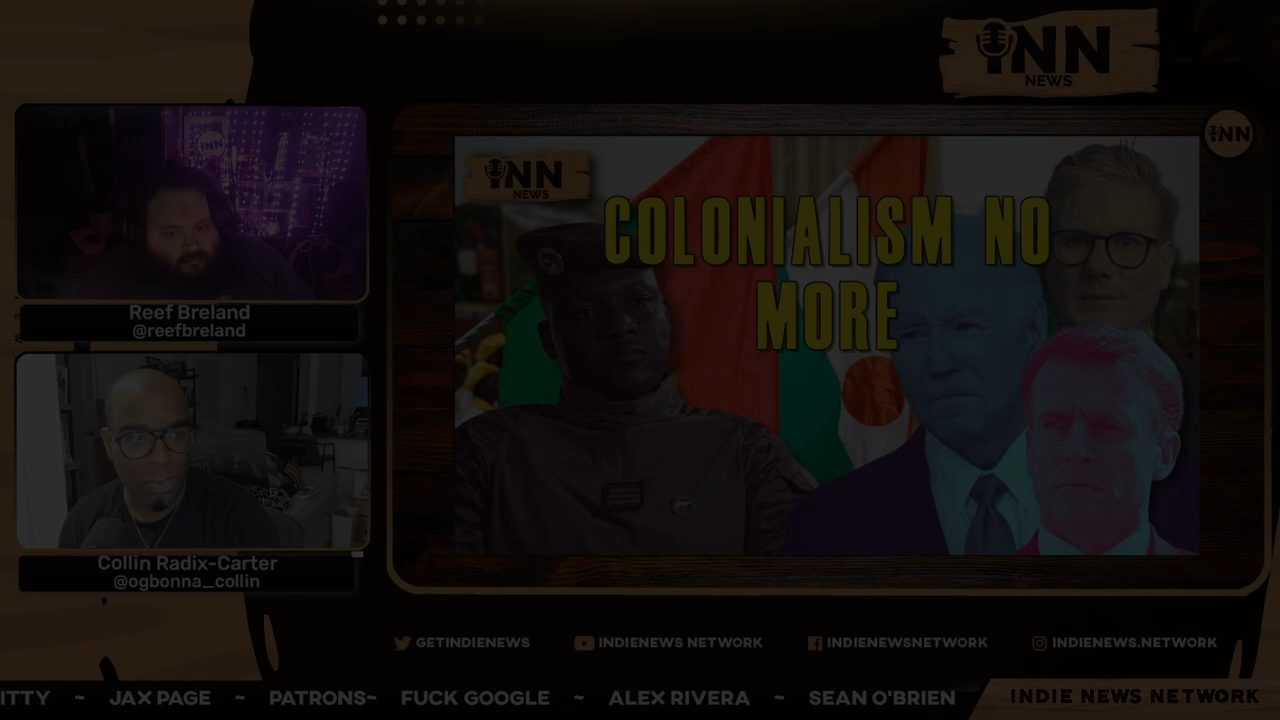 iNN
NEWS
iNN
iNN
Reef Breland
@reefbreland
iNN
NEWS
COLONIALISM NO
MORE
Collin Radix-Carter
@ogbonna_collin
GETINDIENEWS
INDIENEWS NETWORK
INDIENEWSNETWORK
INDIENEWS.NETWORK
ITTY ~ JAX PAGE ~ PATRONS~ FUCK GOOGLE ~ ALEX RIVERA ~ SEAN O'BRIEN
INDIE NEWS NETWORK